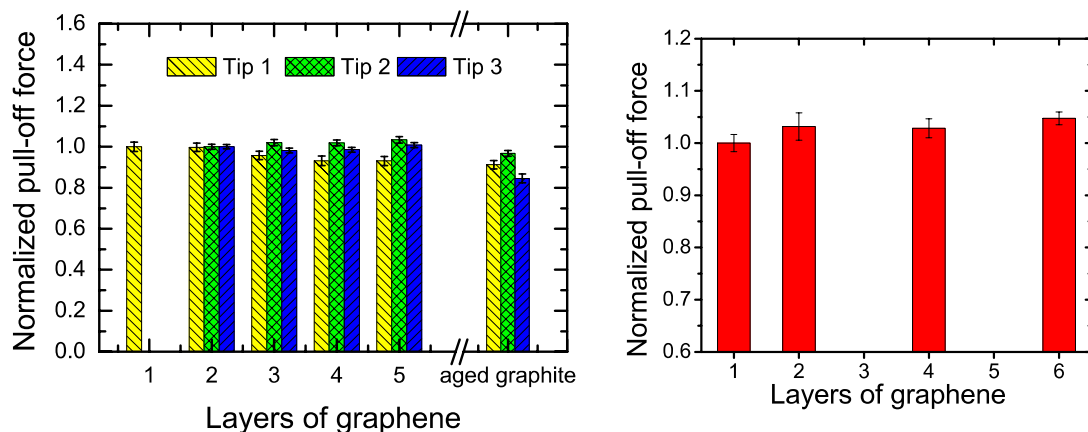 Normalized pull-off force
1.6
1.4
1.2
1.0
0.8
0.6
0.4
0.2
0.0
Tip 1 Tip 2 Tip 3
1 2 3 4 5 aged graphite
Layers of graphene
Normalized pull-off force
1.2
1.1
1.0
0.9
0.8
0.7
0.6
1 2 3 4 5 6
Layers of graphene